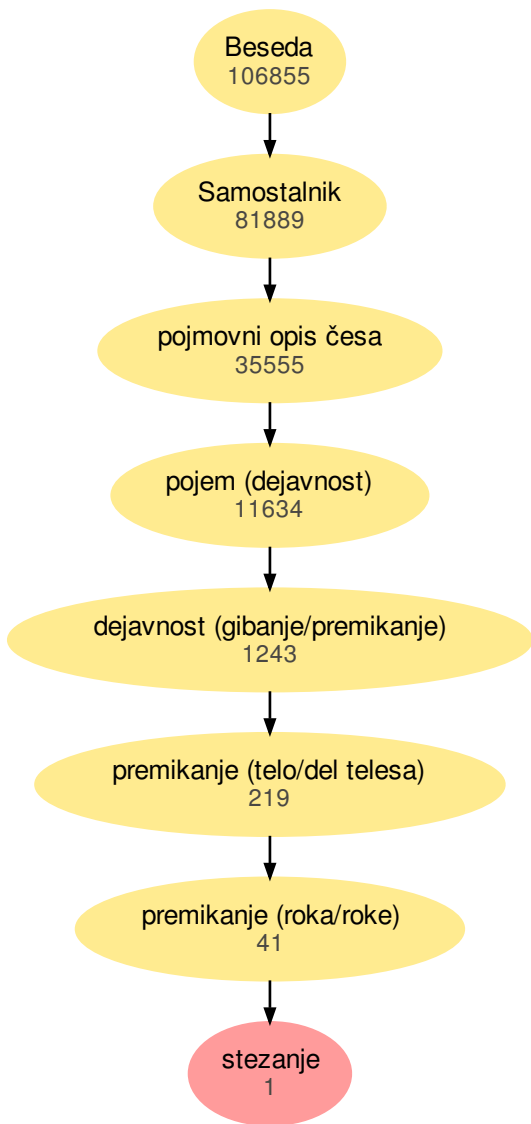 Beseda
106855
Samostalnik
81889
pojmovni opis česa
35555
pojem (dejavnost)
11634
dejavnost (gibanje/premikanje)
1243
premikanje (telo/del telesa)
219
premikanje (roka/roke)
41
stezanje
1